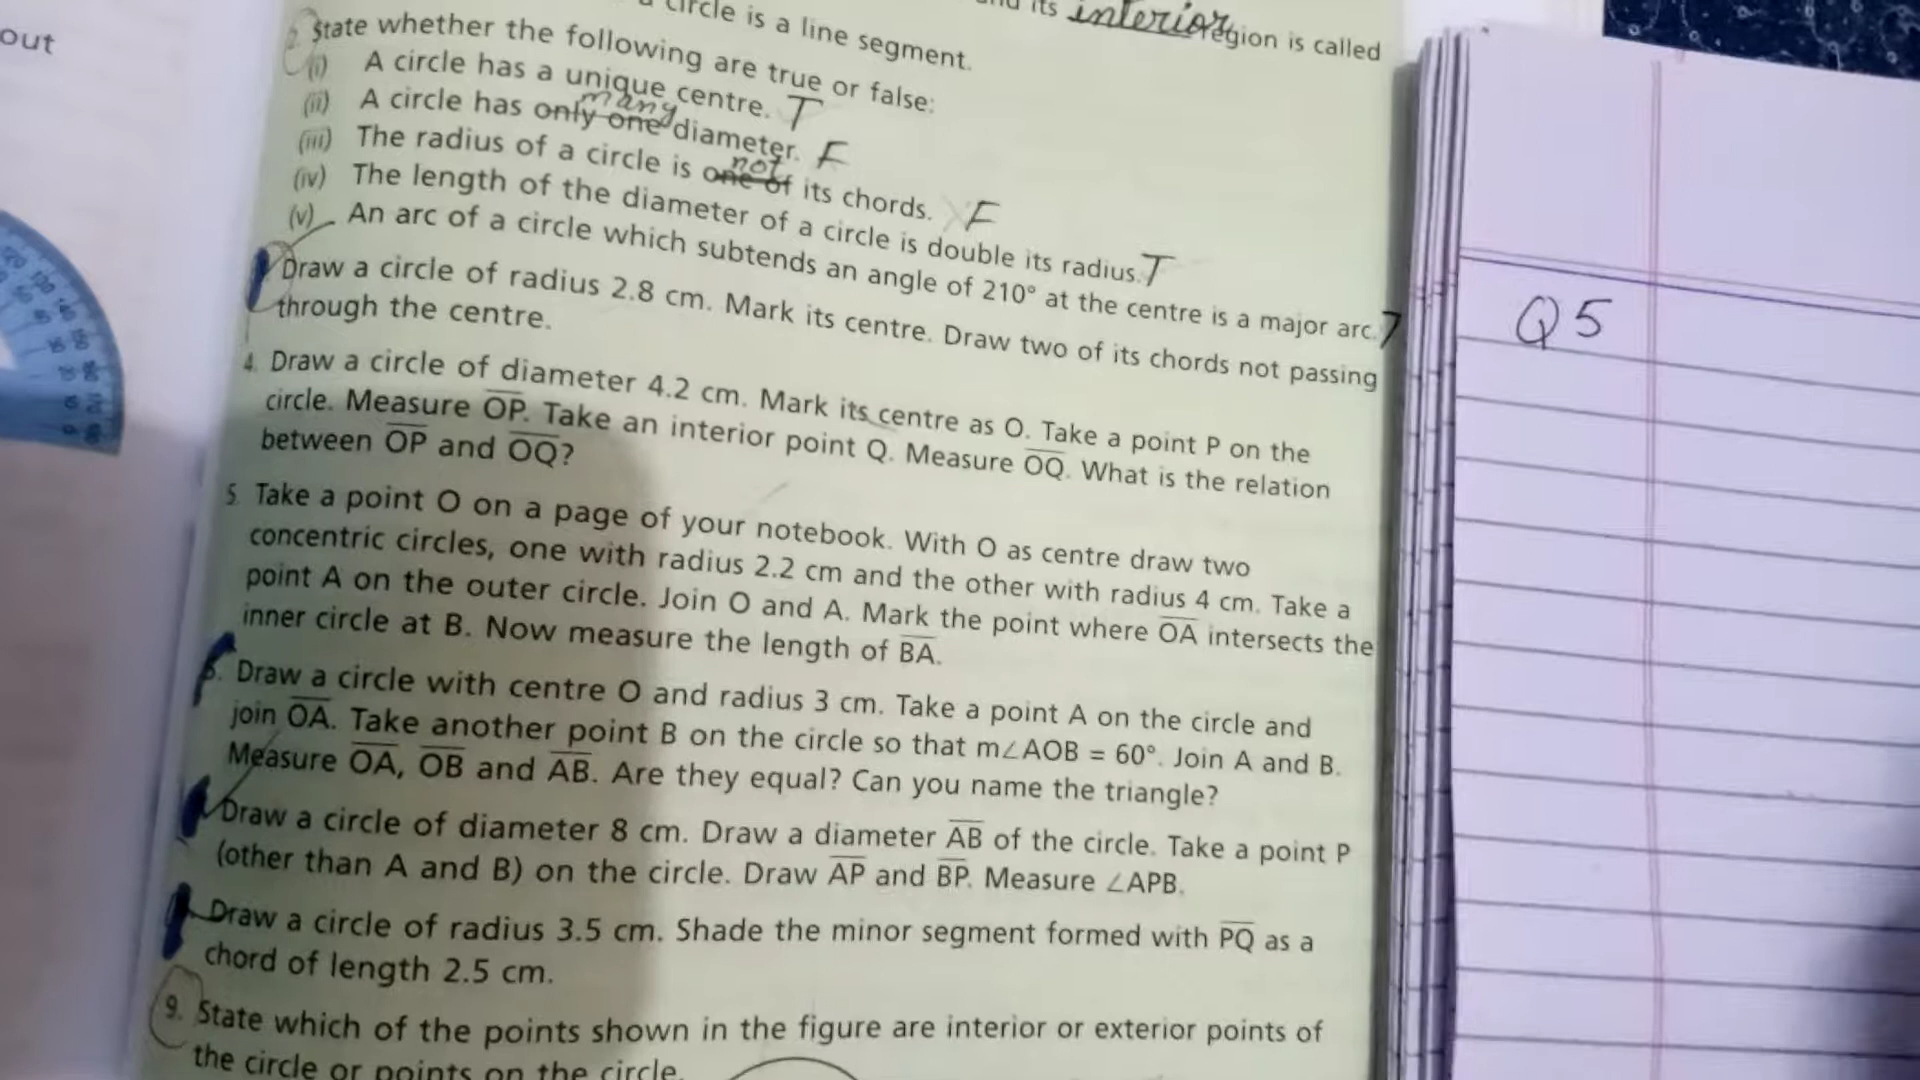 out
circle is a line segment.
its interior region is called
2. State whether the following are true or false:
(i) A circle has a unique centre. T
many
(ii) A circle has only one diameter. F
not
(iii) The radius of a circle is one of its chords. F
(iv) The length of the diameter of a circle is double its radius. T
(v) An arc of a circle which subtends an angle of 210° at the centre is a major arc. T
Draw a circle of radius 2.8 cm. Mark its centre. Draw two of its chords not passing
through the centre.
4. Draw a circle of diameter 4.2 cm. Mark its centre as O. Take a point P on the
circle. Measure O̅P̅. Take an interior point Q. Measure O̅Q̅. What is the relation
between O̅P̅ and O̅Q̅?
5. Take a point O on a page of your notebook. With O as centre draw two
concentric circles, one with radius 2.2 cm and the other with radius 4 cm. Take a
point A on the outer circle. Join O and A. Mark the point where O̅A̅ intersects the
inner circle at B. Now measure the length of B̅A̅.
6. Draw a circle with centre O and radius 3 cm. Take a point A on the circle and
join O̅A̅. Take another point B on the circle so that m∠AOB = 60°. Join A and B.
Measure O̅A̅, O̅B̅ and A̅B̅. Are they equal? Can you name the triangle?
Draw a circle of diameter 8 cm. Draw a diameter A̅B̅ of the circle. Take a point P
(other than A and B) on the circle. Draw A̅P̅ and B̅P̅. Measure ∠APB.
Draw a circle of radius 3.5 cm. Shade the minor segment formed with P̅Q̅ as a
chord of length 2.5 cm.
9. State which of the points shown in the figure are interior or exterior points of
the circle or points on the circle.
Q5